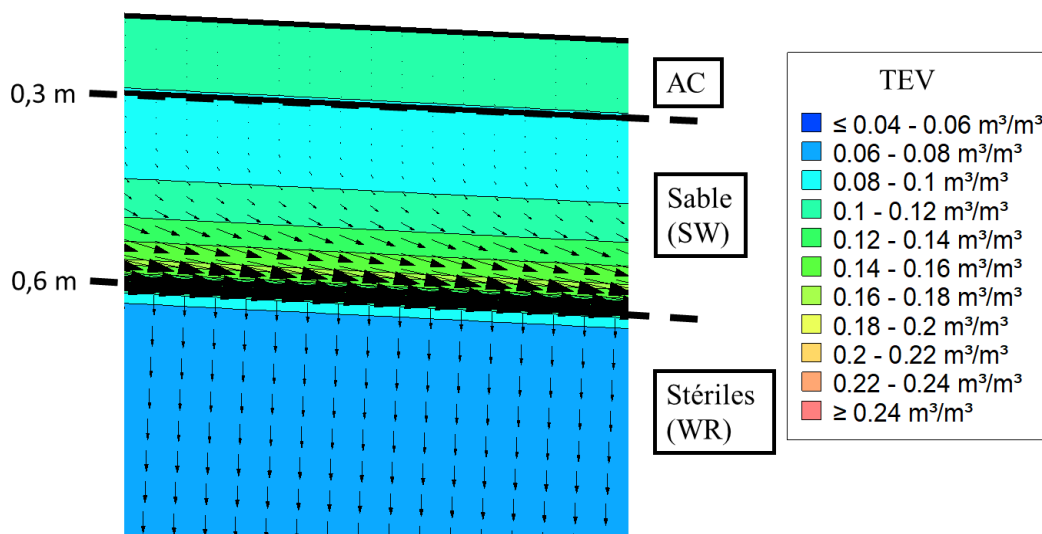 0,3 m
0,6 m
AC
Sable
(SW)
Stériles
(WR)
TEV
≤ 0.04 - 0.06 m³/m³
0.06 - 0.08 m³/m³
0.08 - 0.1 m³/m³
0.1 - 0.12 m³/m³
0.12 - 0.14 m³/m³
0.14 - 0.16 m³/m³
0.16 - 0.18 m³/m³
0.18 - 0.2 m³/m³
0.2 - 0.22 m³/m³
0.22 - 0.24 m³/m³
≥ 0.24 m³/m³